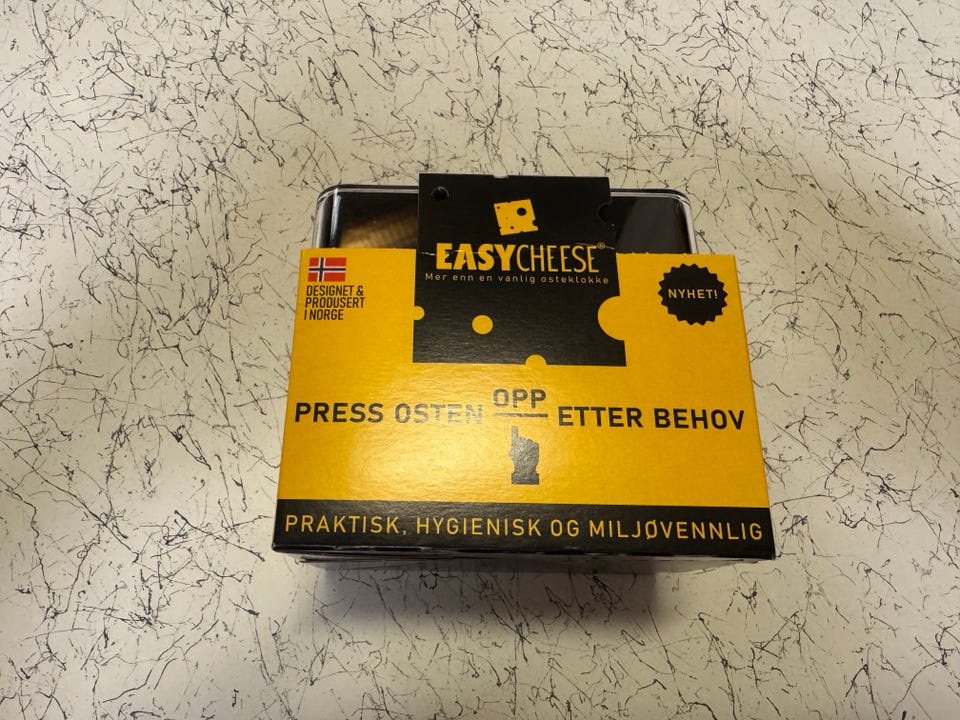 EASYCHEESE®
Mer enn en vanlig osteklokke
DESIGNET &
PRODUSERT
I NORGE
NYHET!
PRESS OSTEN OPP ETTER BEHOV
PRAKTISK, HYGIENISK OG MILJØVENNLIG